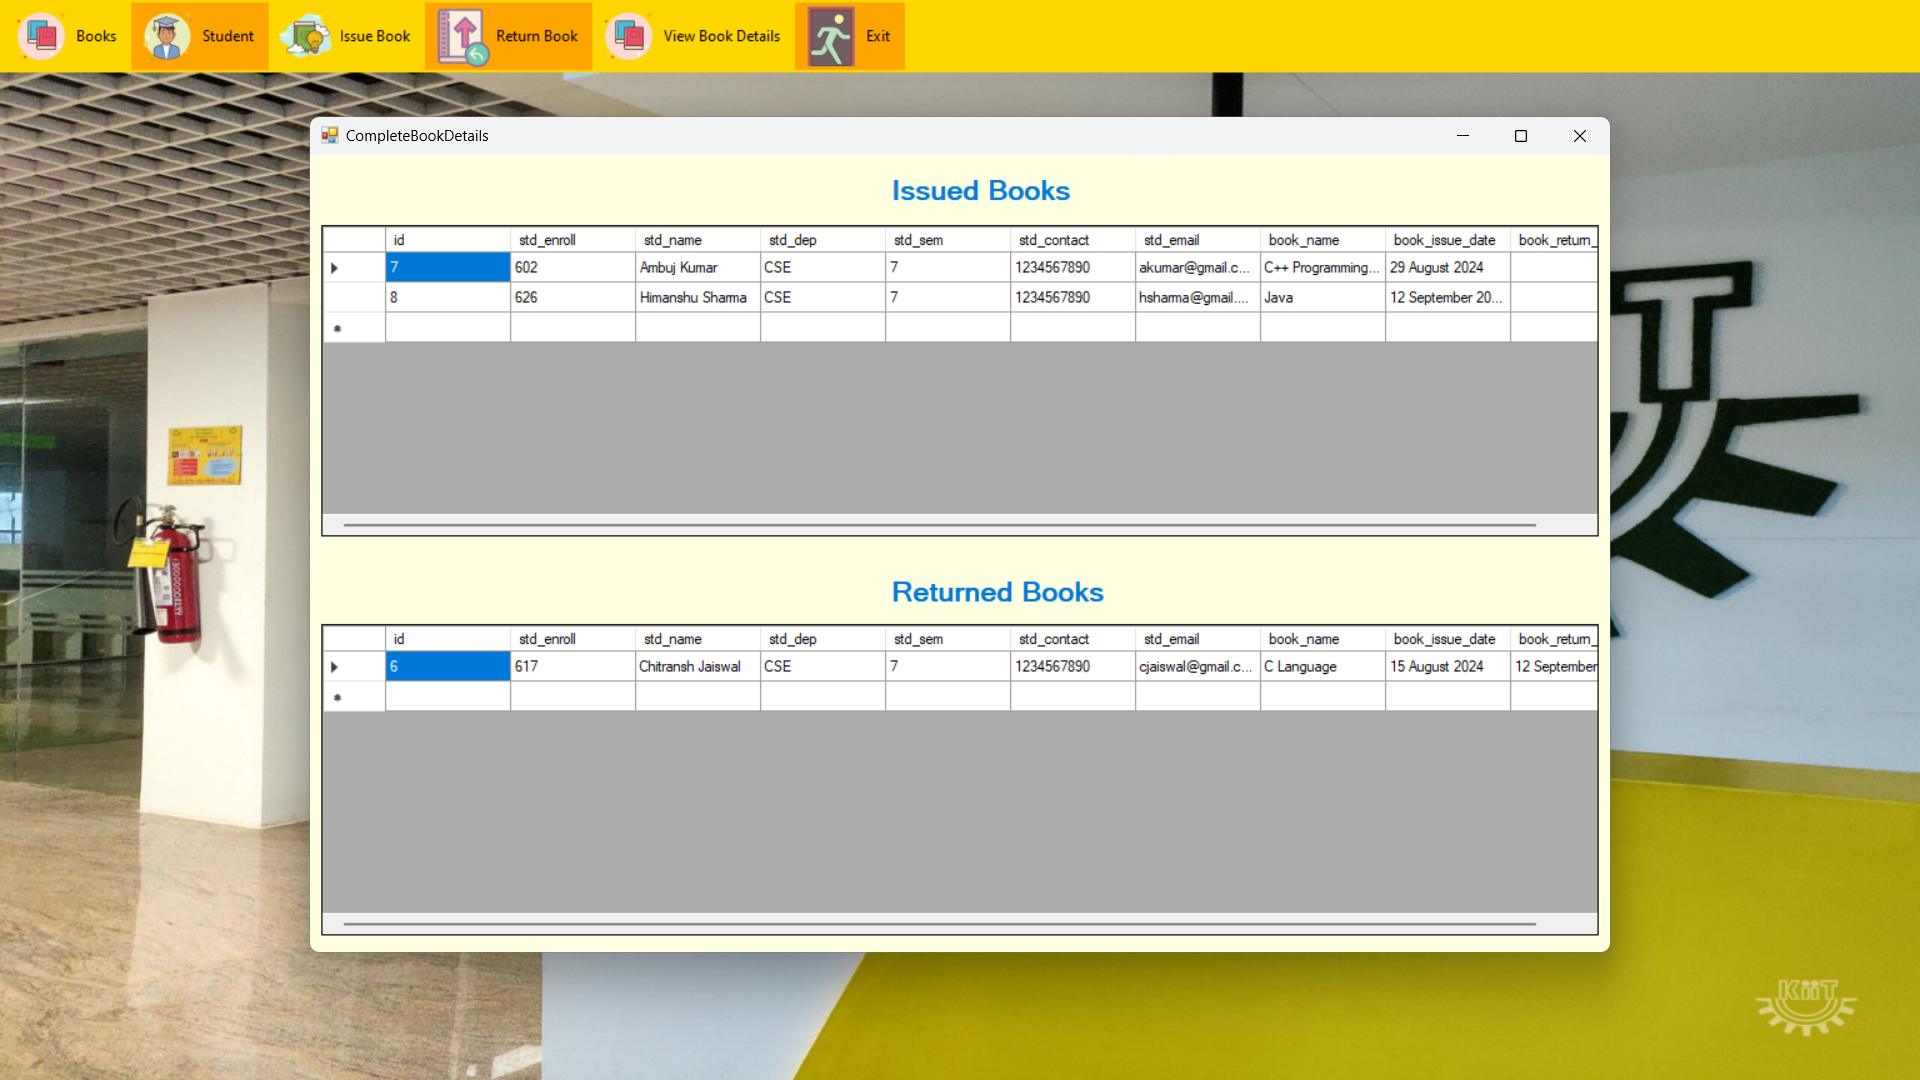 Books Student Issue Book Return Book View Book Details Exit
CompleteBookDetails
Issued Books
id std_enroll std_name std_dep std_sem std_contact std_email book_name book_issue_date book_return_
7 602 Ambuj Kumar CSE 7 1234567890 akumar@gmail.c... C++ Programming... 29 August 2024
8 626 Himanshu Sharma CSE 7 1234567890 hsharma@gmail.... Java 12 September 20...
Returned Books
id std_enroll std_name std_dep std_sem std_contact std_email book_name book_issue_date book_return_
6 617 Chitransh Jaiswal CSE 7 1234567890 cjaiswal@gmail.c... C Language 15 August 2024 12 September
KiiT